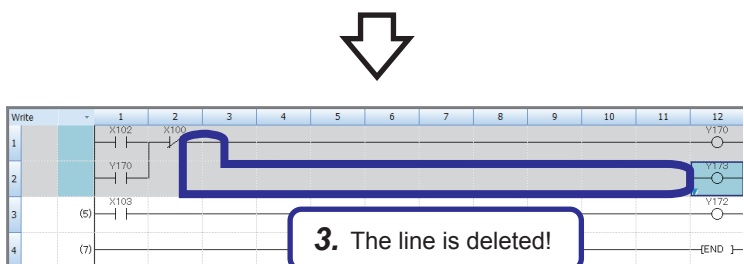 Write 1 2 3 4 5 6 7 8 9 10 11 12
X102 X100 Y170
1
Y170 Y173
2
X103 Y172
3 (5)
3. The line is deleted!
4 (7) [END ]